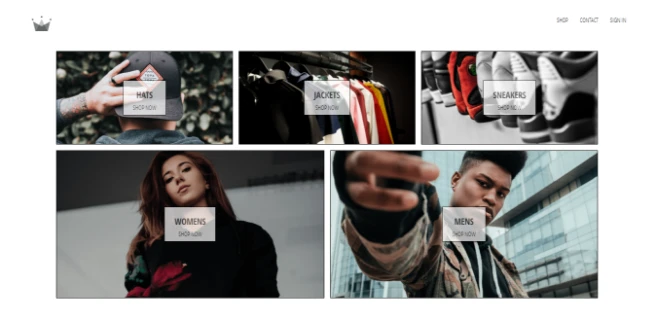 SHOP
CONTACT
SIGN IN
HATS
SHOP NOW
JACKETS
SHOP NOW
SNEAKERS
SHOP NOW
WOMENS
SHOP NOW
MENS
SHOP NOW